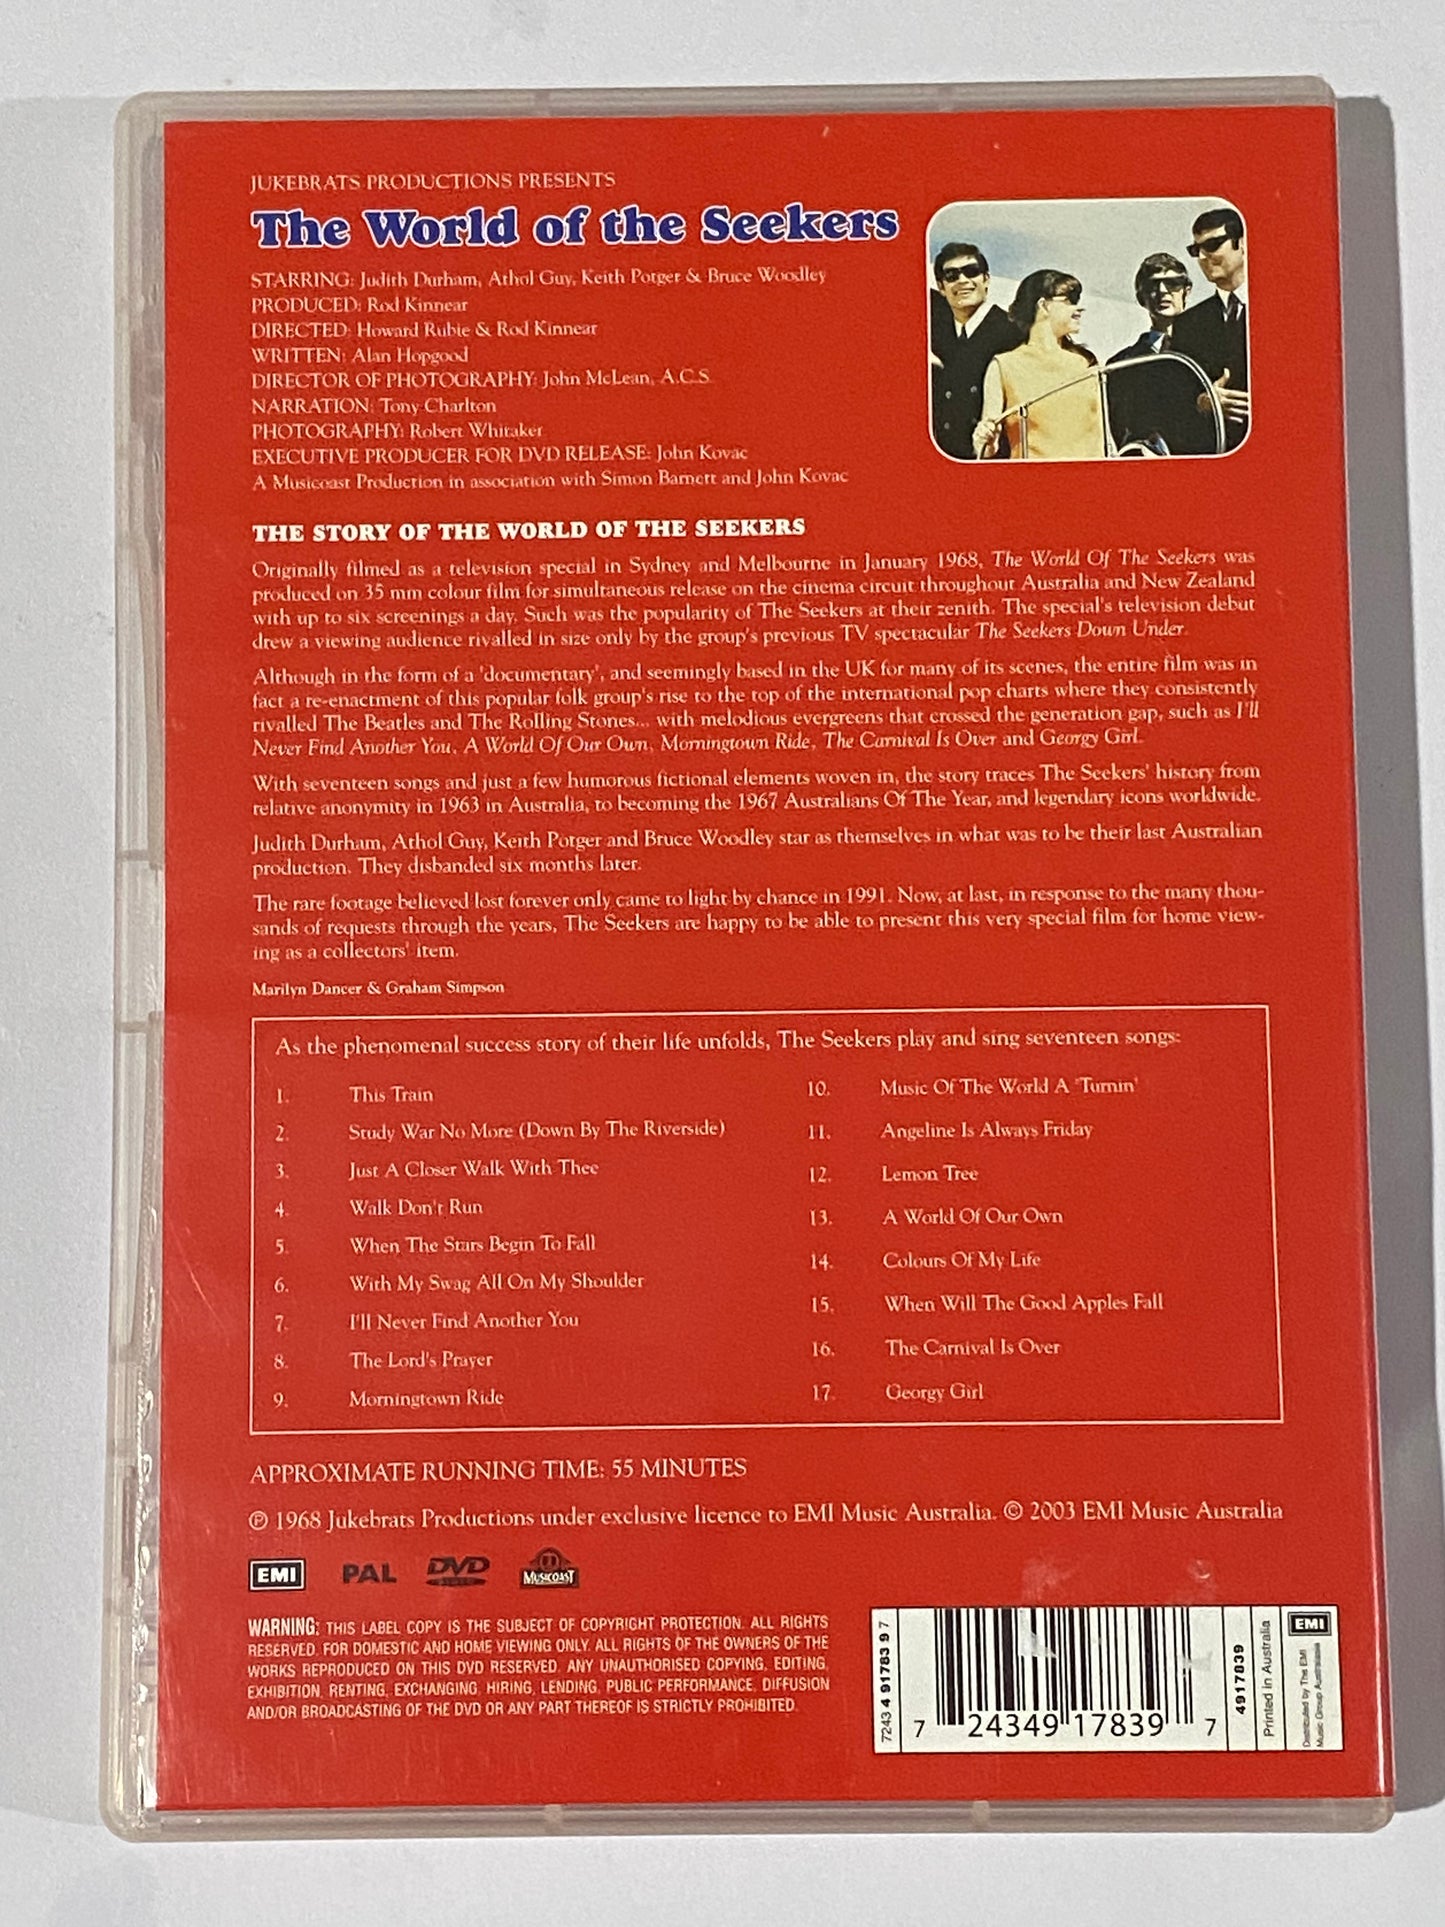 JUKEBRATS PRODUCTIONS PRESENTS
The World of the Seekers
STARRING: Judith Durham, Athol Guy, Keith Potger & Bruce Woodley
PRODUCED: Rod Kinnear
DIRECTED: Howard Rubie & Rod Kinnear
WRITTEN: Alan Hopgood
DIRECTOR OF PHOTOGRAPHY: John McLean, A.C.S.
NARRATION: Tony Charlton
PHOTOGRAPHY: Robert Whitaker
EXECUTIVE PRODUCER FOR DVD RELEASE: John Kovac
A Musicoast Production in association with Simon Barnett and John Kovac
THE STORY OF THE WORLD OF THE SEEKERS
Originally filmed as a television special in Sydney and Melbourne in January 1968, The World Of The Seekers was
produced on 35 mm colour film for simultaneous release on the cinema circuit throughout Australia and New Zealand
with up to six screenings a day. Such was the popularity of The Seekers at their zenith. The special's television debut
drew a viewing audience rivalled in size only by the group's previous TV spectacular The Seekers Down Under.
Although in the form of a 'documentary', and seemingly based in the UK for many of its scenes, the entire film was in
fact a re-enactment of this popular folk group's rise to the top of the international pop charts where they consistently
rivalled The Beatles and The Rolling Stones... with melodious evergreens that crossed the generation gap, such as I'll
Never Find Another You, A World Of Our Own, Morningtown Ride, The Carnival Is Over and Georgy Girl.
With seventeen songs and just a few humorous fictional elements woven in, the story traces The Seekers' history from
relative anonymity in 1963 in Australia, to becoming the 1967 Australians Of The Year, and legendary icons worldwide.
Judith Durham, Athol Guy, Keith Potger and Bruce Woodley star as themselves in what was to be their last Australian
production. They disbanded six months later.
The rare footage believed lost forever only came to light by chance in 1991. Now, at last, in response to the many thou-
sands of requests through the years, The Seekers are happy to be able to present this very special film for home view-
ing as a collectors' item.
Marilyn Dancer & Graham Simpson
As the phenomenal success story of their life unfolds, The Seekers play and sing seventeen songs:
1. This Train
2. Study War No More (Down By The Riverside)
3. Just A Closer Walk With Thee
4. Walk Don't Run
5. When The Stars Begin To Fall
6. With My Swag All On My Shoulder
7. I'll Never Find Another You
8. The Lord's Prayer
9. Morningtown Ride
10. Music Of The World A 'Turnin'
11. Angeline Is Always Friday
12. Lemon Tree
13. A World Of Our Own
14. Colours Of My Life
15. When Will The Good Apples Fall
16. The Carnival Is Over
17. Georgy Girl
APPROXIMATE RUNNING TIME: 55 MINUTES
℗ 1968 Jukebrats Productions under exclusive licence to EMI Music Australia. © 2003 EMI Music Australia
EMI PAL DVD VIDEO MUSICOAST
WARNING: THIS LABEL COPY IS THE SUBJECT OF COPYRIGHT PROTECTION. ALL RIGHTS
RESERVED. FOR DOMESTIC AND HOME VIEWING ONLY. ALL RIGHTS OF THE OWNERS OF THE
WORKS REPRODUCED ON THIS DVD RESERVED. ANY UNAUTHORISED COPYING, EDITING,
EXHIBITION, RENTING, EXCHANGING, HIRING, LENDING, PUBLIC PERFORMANCE, DIFFUSION
AND/OR BROADCASTING OF THE DVD OR ANY PART THEREOF IS STRICTLY PROHIBITED.
7243 4 91783 9 7
7 24349 17839 7
4917839
Printed in Australia
EMI
Distributed by The EMI
Music Group Australasia